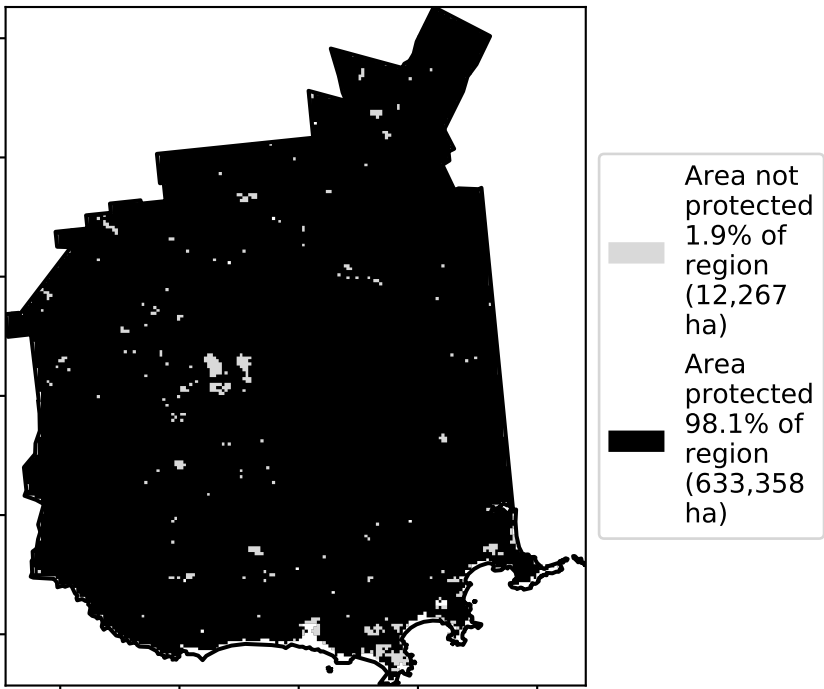 Area not
protected
1.9% of
region
(12,267
ha)
Area
protected
98.1% of
region
(633,358
ha)